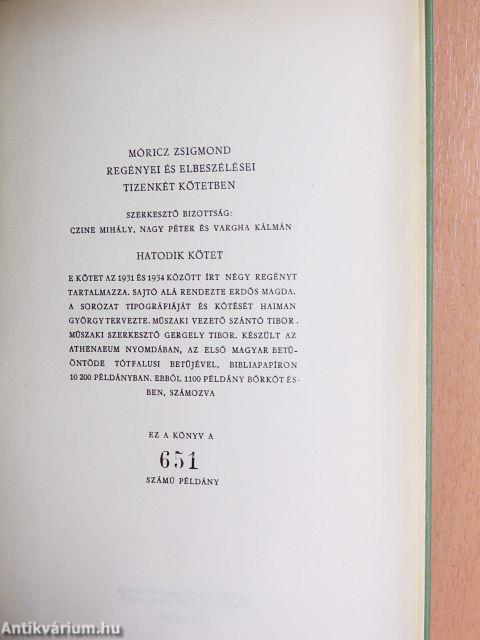 MÓRICZ ZSIGMOND
REGÉNYEI ÉS ELBESZÉLÉSEI
TIZENKÉT KÖTETBEN
SZERKESZTŐ BIZOTTSÁG:
CZINE MIHÁLY, NAGY PÉTER ÉS VARGHA KÁLMÁN
HATODIK KÖTET
E KÖTET AZ 1931 ÉS 1934 KÖZÖTT ÍRT NÉGY REGÉNYT
TARTALMAZZA. SAJTÓ ALÁ RENDEZTE ERDŐS MAGDA.
A SOROZAT TIPOGRÁFIÁJÁT ÉS KÖTÉSÉT HAIMAN
GYÖRGY TERVEZTE. MŰSZAKI VEZETŐ SZÁNTÓ TIBOR.
MŰSZAKI SZERKESZTŐ GERGELY TIBOR. KÉSZÜLT AZ
ATHENAEUM NYOMDÁBAN, AZ ELSŐ MAGYAR BETŰ-
ÖNTÖDE TÓTFALUSI BETŰJÉVEL, BIBLIAPAPÍRON
10 200 PÉLDÁNYBAN. EBBŐL 1100 PÉLDÁNY BŐRKÖTÉS-
BEN, SZÁMOZVA
EZ A KÖNYV A
651
SZÁMÚ PÉLDÁNY
Antikvárium.hu